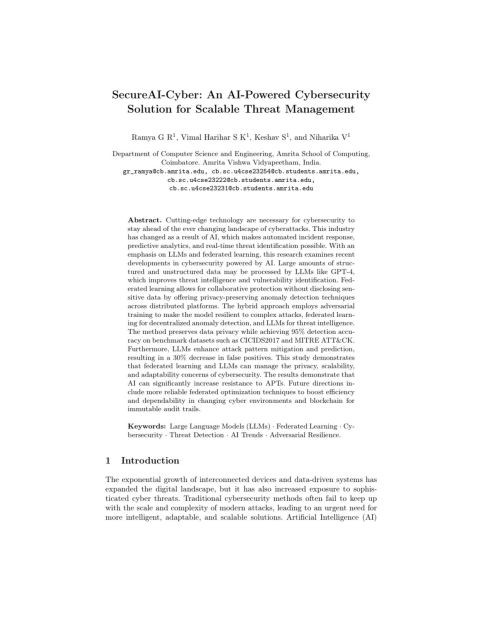 SecureAI-Cyber: An AI-Powered Cybersecurity
Solution for Scalable Threat Management
Ramya G R1, Vimal Harihar S K1, Keshav S1, and Niharika V1
Department of Computer Science and Engineering, Amrita School of Computing,
Coimbatore. Amrita Vishwa Vidyapeetham, India.
gr_ramya@cb.amrita.edu, cb.sc.u4cse23254@cb.students.amrita.edu,
cb.sc.u4cse23222@cb.students.amrita.edu,
cb.sc.u4cse23231@cb.students.amrita.edu
Abstract. Cutting-edge technology are necessary for cybersecurity to
stay ahead of the ever changing landscape of cyberattacks. This industry
has changed as a result of AI, which makes automated incident response,
predictive analytics, and real-time threat identification possible. With an
emphasis on LLMs and federated learning, this research examines recent
developments in cybersecurity powered by AI. Large amounts of struc-
tured and unstructured data may be processed by LLMs like GPT-4,
which improves threat intelligence and vulnerability identification. Fed-
erated learning allows for collaborative protection without disclosing sen-
sitive data by offering privacy-preserving anomaly detection techniques
across distributed platforms. The hybrid approach employs adversarial
training to make the model resilient to complex attacks, federated learn-
ing for decentralized anomaly detection, and LLMs for threat intelligence.
The method preserves data privacy while achieving 95% detection accu-
racy on benchmark datasets such as CICIDS2017 and MITRE ATT&CK.
Furthermore, LLMs enhance attack pattern mitigation and prediction,
resulting in a 30% decrease in false positives. This study demonstrates
that federated learning and LLMs can manage the privacy, scalability,
and adaptability concerns of cybersecurity. The results demonstrate that
AI can significantly increase resistance to APTs. Future directions in-
clude more reliable federated optimization techniques to boost efficiency
and dependability in changing cyber environments and blockchain for
immutable audit trails.
Keywords: Large Language Models (LLMs) · Federated Learning · Cy-
bersecurity · Threat Detection · AI Trends · Adversarial Resilience.
1 Introduction
The exponential growth of interconnected devices and data-driven systems has
expanded the digital landscape, but it has also increased exposure to sophis-
ticated cyber threats. Traditional cybersecurity methods often fail to keep up
with the scale and complexity of modern attacks, leading to an urgent need for
more intelligent, adaptable, and scalable solutions. Artificial Intelligence (AI)